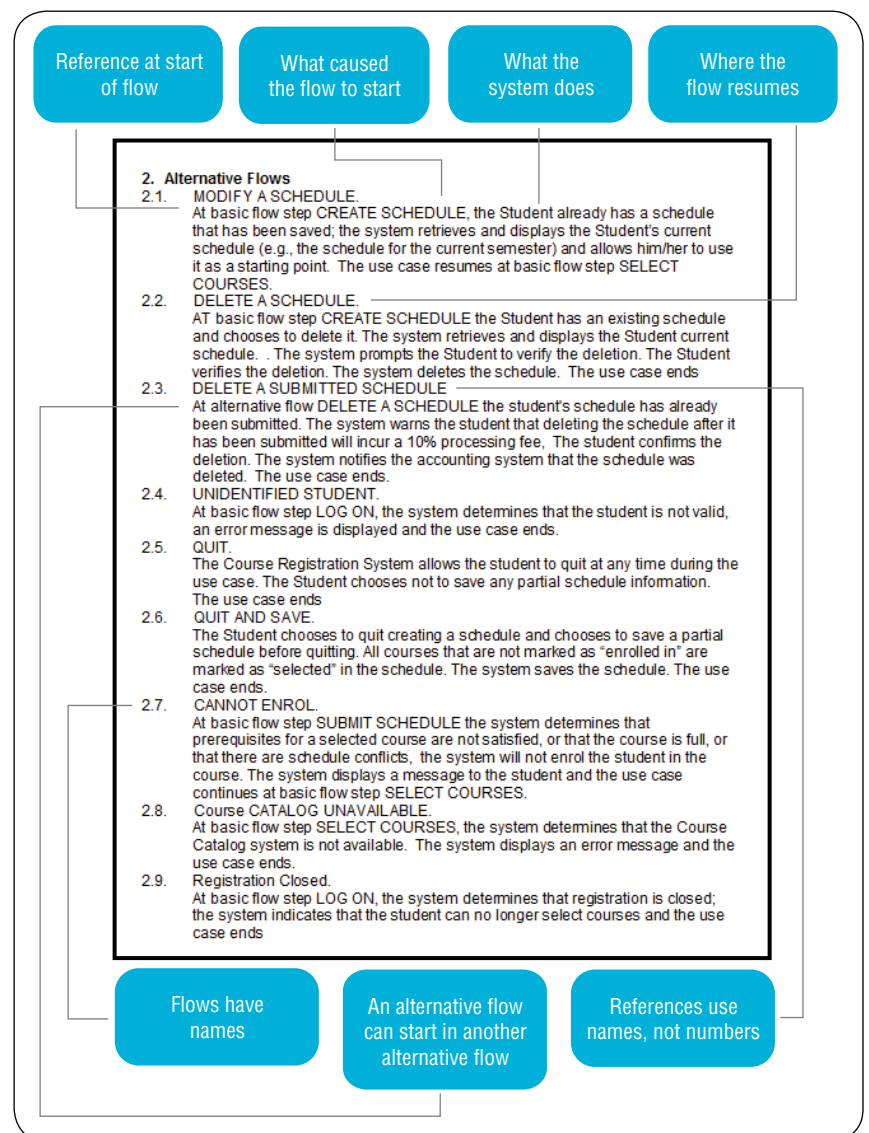 Reference at start
of flow
What caused
the flow to start
What the
system does
Where the
flow resumes
2. Alternative Flows
2.1. MODIFY A SCHEDULE.
At basic flow step CREATE SCHEDULE, the Student already has a schedule
that has been saved; the system retrieves and displays the Student's current
schedule (e.g., the schedule for the current semester) and allows him/her to use
it as a starting point. The use case resumes at basic flow step SELECT
COURSES.
2.2. DELETE A SCHEDULE.
AT basic flow step CREATE SCHEDULE the Student has an existing schedule
and chooses to delete it. The system retrieves and displays the Student current
schedule. . The system prompts the Student to verify the deletion. The Student
verifies the deletion. The system deletes the schedule. The use case ends
2.3. DELETE A SUBMITTED SCHEDULE
At alternative flow DELETE A SCHEDULE the student's schedule has already
been submitted. The system warns the student that deleting the schedule after it
has been submitted will incur a 10% processing fee, The student confirms the
deletion. The system notifies the accounting system that the schedule was
deleted. The use case ends.
2.4. UNIDENTIFIED STUDENT.
At basic flow step LOG ON, the system determines that the student is not valid,
an error message is displayed and the use case ends.
2.5. QUIT.
The Course Registration System allows the student to quit at any time during the
use case. The Student chooses not to save any partial schedule information.
The use case ends
2.6. QUIT AND SAVE.
The Student chooses to quit creating a schedule and chooses to save a partial
schedule before quitting. All courses that are not marked as “enrolled in” are
marked as “selected” in the schedule. The system saves the schedule. The use
case ends.
2.7. CANNOT ENROL.
At basic flow step SUBMIT SCHEDULE the system determines that
prerequisites for a selected course are not satisfied, or that the course is full, or
that there are schedule conflicts, the system will not enrol the student in the
course. The system displays a message to the student and the use case
continues at basic flow step SELECT COURSES.
2.8. Course CATALOG UNAVAILABLE.
At basic flow step SELECT COURSES, the system determines that the Course
Catalog system is not available. The system displays an error message and the
use case ends.
2.9. Registration Closed.
At basic flow step LOG ON, the system determines that registration is closed;
the system indicates that the student can no longer select courses and the use
case ends
Flows have
names
An alternative flow
can start in another
alternative flow
References use
names, not numbers